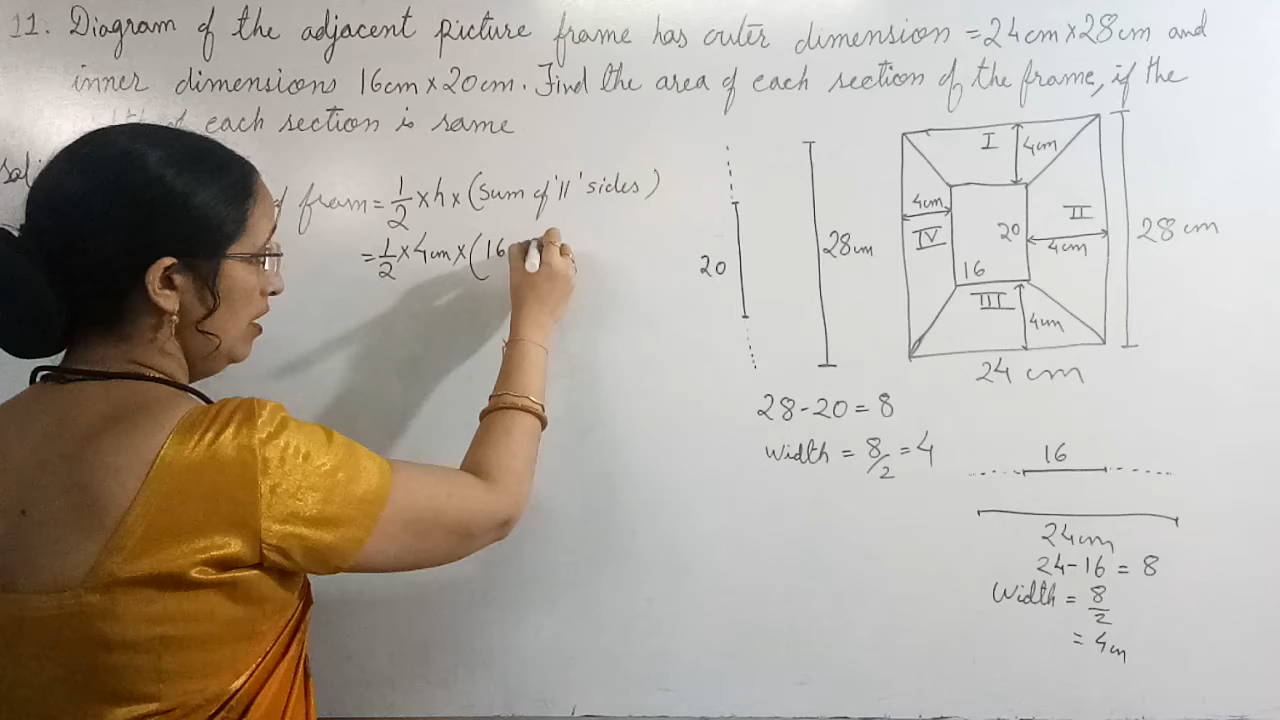 11. Diagram of the adjacent picture frame has outer dimension = 24cm×28cm and
inner dimensions 16cm×20cm. Find the area of each section of the frame, if the
of each section is same
fram = 1/2 × h × (sum of '11' sides)
= 1/2 × 4cm × (16
20
28cm
28-20 = 8
Width = 8/2 = 4
I
4cm
4cm
IV
20
II
4cm
16
III
4cm
24 cm
28 cm
16
24cm
24-16 = 8
Width = 8/2
= 4cm